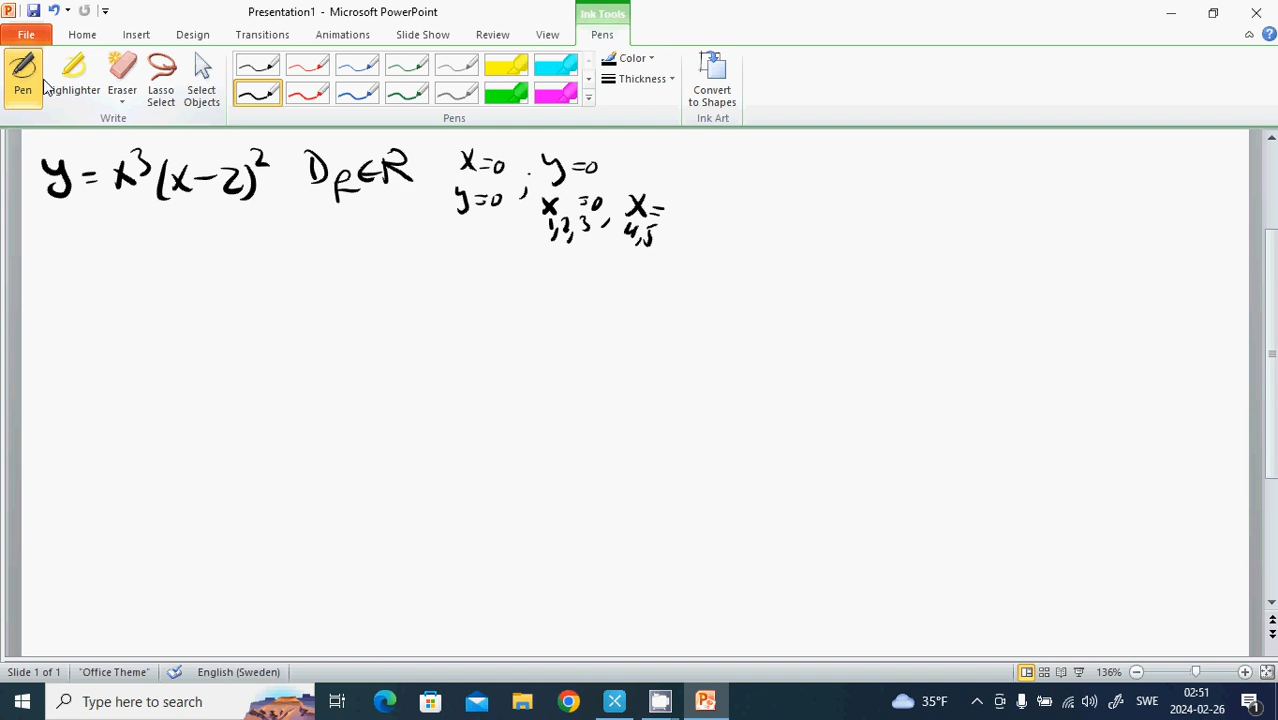 Presentation1 - Microsoft PowerPoint
Ink Tools
File Home Insert Design Transitions Animations Slide Show Review View Pens
Pen Highlighter Eraser Lasso Select Select Objects
Color Thickness
Convert to Shapes
Write Pens Ink Art
y = x³(x-2)² D_f∈R x=0 ; y=0
y=0 x =0 , x=
1,2,3 4,5
Slide 1 of 1 "Office Theme" English (Sweden) 136%
Type here to search 35°F SWE 02:51
2024-02-26